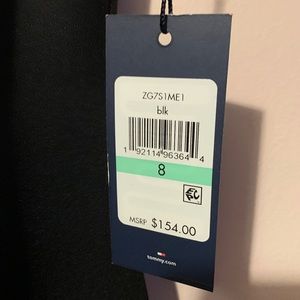 ZG7S1ME1
blk
1 92114 96364 4
8
MSRP $154.00
tommy.com